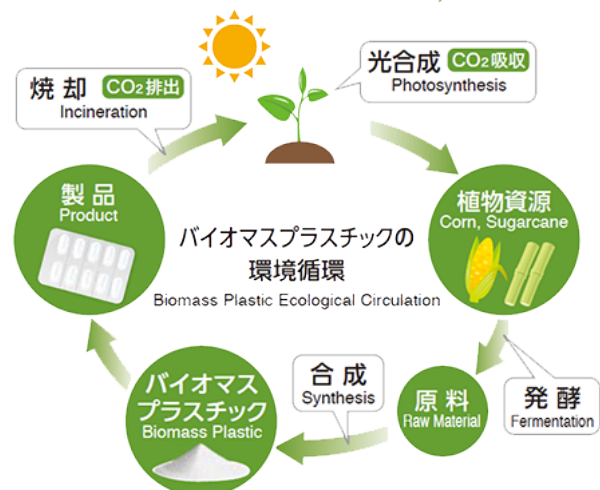 焼却 CO2排出
Incineration
光合成 CO2吸収
Photosynthesis
製品
Product
植物資源
Corn, Sugarcane
バイオマスプラスチックの
環境循環
Biomass Plastic Ecological Circulation
バイオマス
プラスチック
Biomass Plastic
合成
Synthesis
原料
Raw Material
発酵
Fermentation